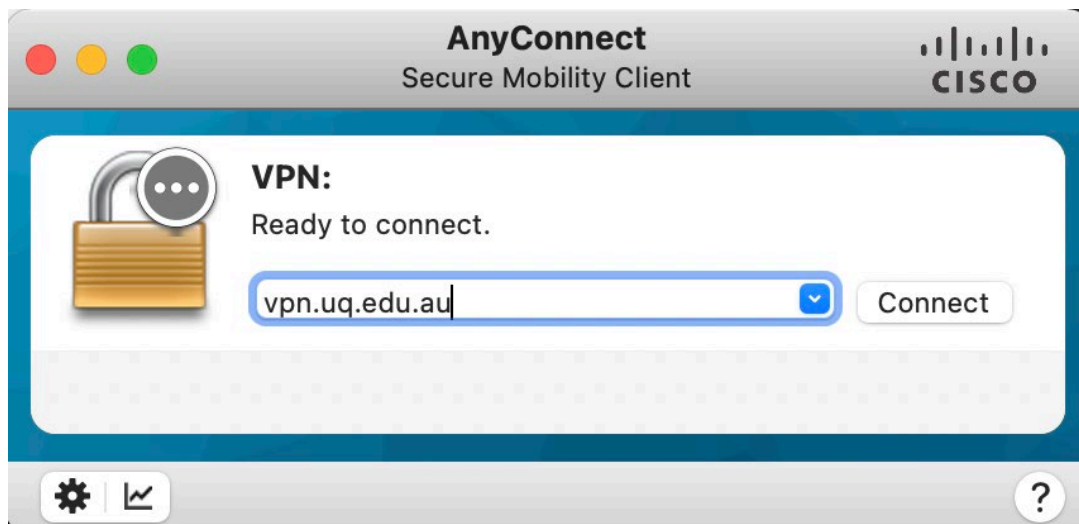 AnyConnect
Secure Mobility Client
CISCO
VPN:
Ready to connect.
vpn.uq.edu.au
Connect
?